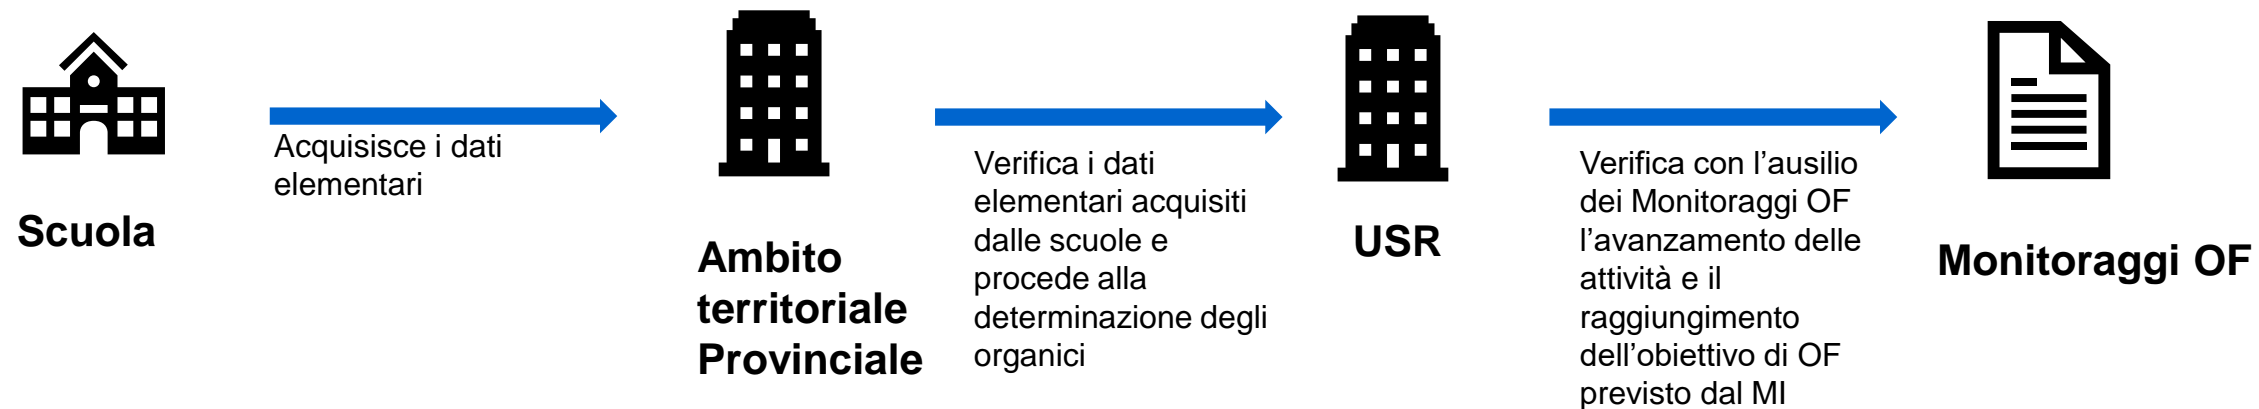 Scuola
Acquisisce i dati
elementari
Ambito
territoriale
Provinciale
Verifica i dati
elementari acquisiti
dalle scuole e
procede alla
determinazione degli
organici
USR
Verifica con l’ausilio
dei Monitoraggi OF
l’avanzamento delle
attività e il
raggiungimento
dell’obiettivo di OF
previsto dal MI
Monitoraggi OF